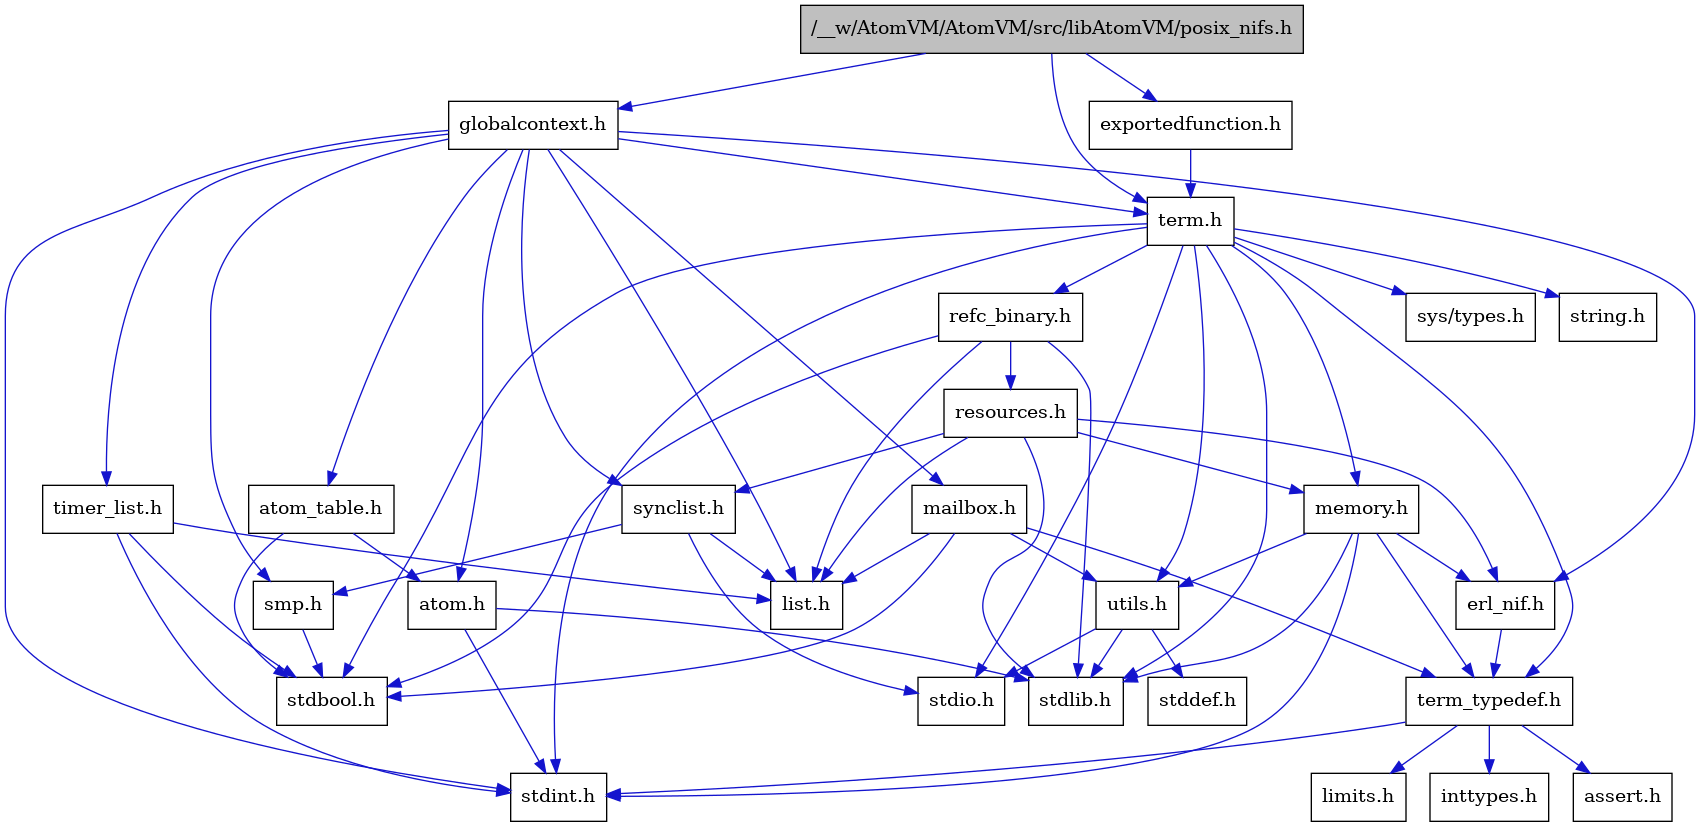 /__w/AtomVM/AtomVM/src/libAtomVM/posix_nifs.h
globalcontext.h
exportedfunction.h
term.h
refc_binary.h
sys/types.h
string.h
resources.h
timer_list.h
atom_table.h
synclist.h
mailbox.h
memory.h
smp.h
atom.h
list.h
utils.h
erl_nif.h
stdbool.h
stdio.h
stdlib.h
stddef.h
term_typedef.h
stdint.h
limits.h
inttypes.h
assert.h